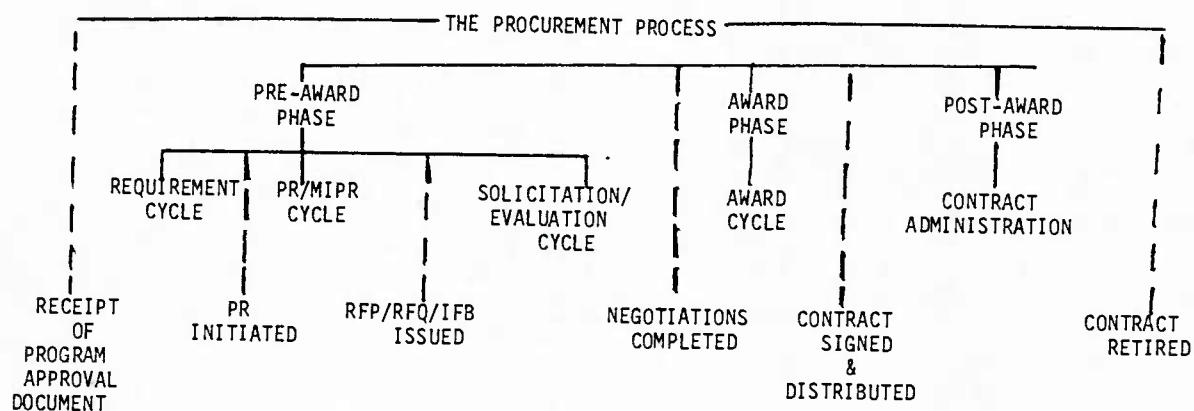 THE PROCUREMENT PROCESS
PRE-AWARD
PHASE
AWARD
PHASE
POST-AWARD
PHASE
REQUIREMENT
CYCLE
PR/MIPR
CYCLE
SOLICITATION/
EVALUATION
CYCLE
AWARD
CYCLE
CONTRACT
ADMINISTRATION
RECEIPT
OF
PROGRAM
APPROVAL
DOCUMENT
PR
INITIATED
RFP/RFQ/IFB
ISSUED
NEGOTIATIONS
COMPLETED
CONTRACT
SIGNED
&
DISTRIBUTED
CONTRACT
RETIRED